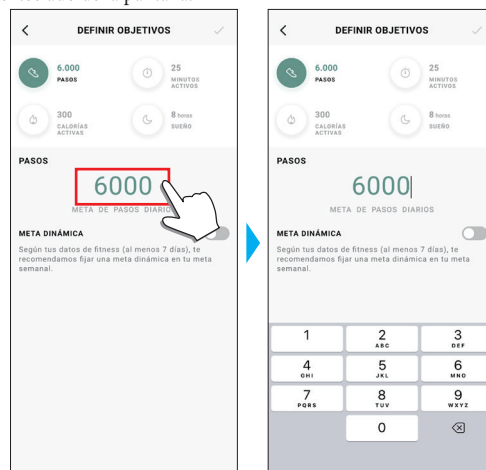 DEFINIR OBJETIVOS
6.000
PASOS
25
MINUTOS
ACTIVOS
300
CALORÍAS
ACTIVAS
8 horas
SUEÑO
PASOS
6000
META DE PASOS DIARIO
META DINÁMICA
Según tus datos de fitness (al menos 7 días), te
recomendamos fijar una meta dinámica en tu meta
semanal.
DEFINIR OBJETIVOS
6.000
PASOS
25
MINUTOS
ACTIVOS
300
CALORÍAS
ACTIVAS
8 horas
SUEÑO
PASOS
6000
META DE PASOS DIARIOS
META DINÁMICA
Según tus datos de fitness (al menos 7 días), te
recomendamos fijar una meta dinámica en tu meta
semanal.
1 2 3
ABC DEF
4 5 6
GHI JKL MNO
7 8 9
PQRS TUV WXYZ
0